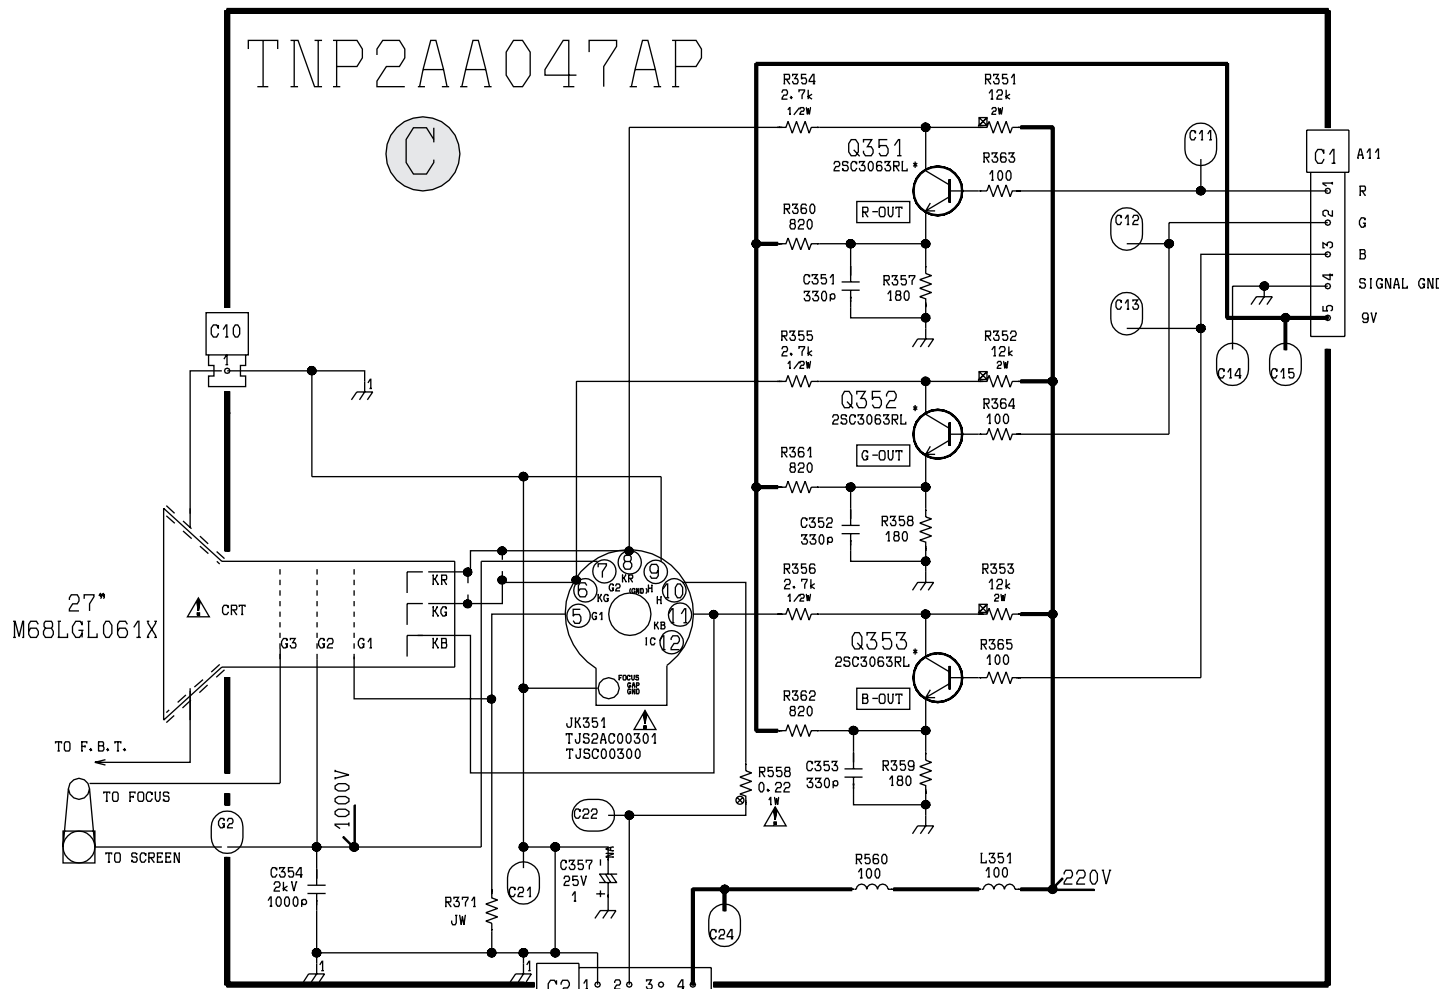 TNP2AA047AP
C
R354
2.7k
1/2W
R351
12k
2W
Q351
2SC3063RL *
R363
100
R-OUT
R360
820
C351
330p
R357
180
C11
C1
A11
1
R
2
G
3
B
4
SIGNAL GND
5
9V
C12
C13
C14
C15
C10
1
1
R355
2.7k
1/2W
R352
12k
2W
Q352
2SC3063RL *
R364
100
G-OUT
R361
820
C352
330p
R358
180
R356
2.7k
1/2W
R353
12k
2W
Q353
2SC3063RL *
R365
100
B-OUT
R362
820
C353
330p
R359
180
27"
M68LGL061X
CRT
G3
G2
G1
KR
KG
KB
5
6
7
8
9
10
11
12
G1
KG
G2
KR
(GND)
H
H
KB
IC
FOCUS
GAP
GND
JK351
TJS2AC00301
TJSC00300
TO F.B.T.
TO FOCUS
TO SCREEN
G2
1000V
C354
2kV
1000p
R371
JW
C21
C22
C357
25V
1
NA
- 
+
R558
0.22
1W
R560
100
L351
100
220V
C24
1
1
C2
1
2
3
4